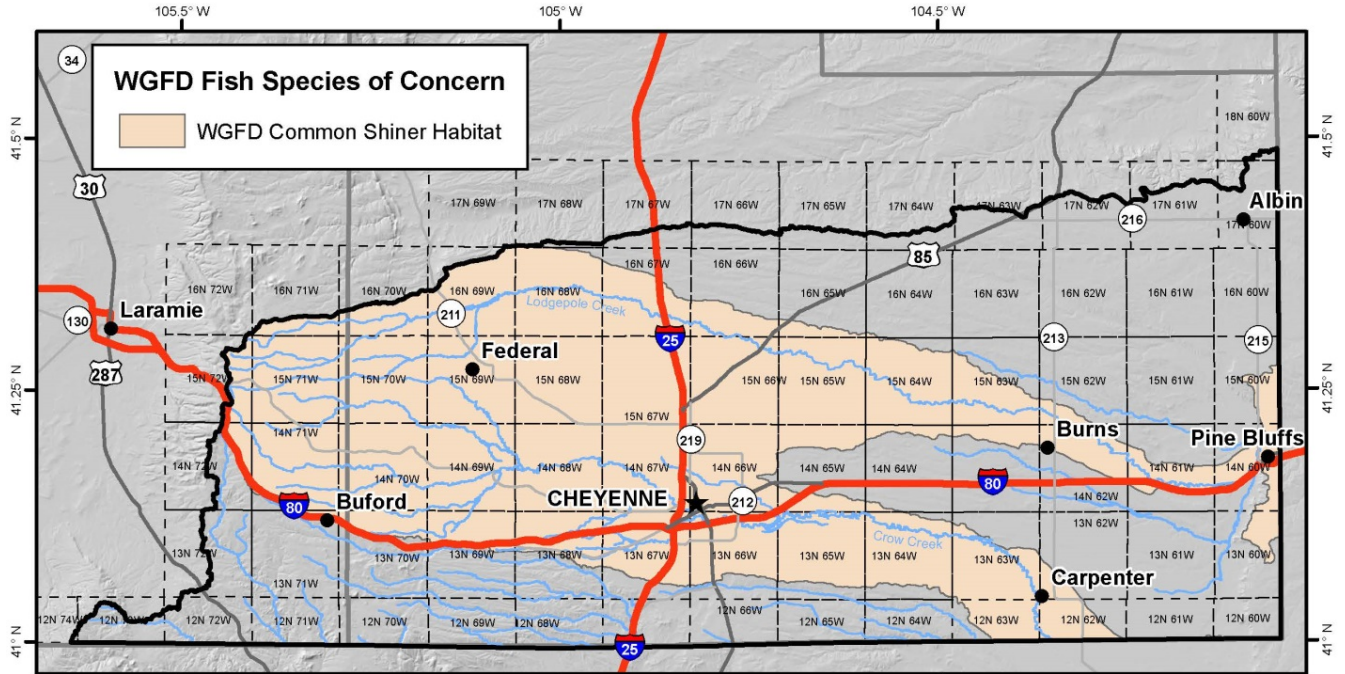 105.5° W
105° W
104.5° W
34
WGFD Fish Species of Concern
WGFD Common Shiner Habitat
41.5° N
41.5° N
18N 60W
30
17N 69W
17N 68W
17N 67W
17N 66W
17N 65W
17N 64W
17N 63W
17N 62W
17N 61W
216
Albin
17N 60W
85
16N 67W
16N 66W
16N 72W
16N 71W
16N 70W
16N 69W
16N 68W
16N 65W
16N 64W
16N 63W
16N 62W
16N 61W
16N 60W
Lodgepole Creek
Laramie
130
211
25
213
215
Federal
287
15N 72W
15N 71W
15N 70W
15N 69W
15N 68W
15N 66W
15N 65W
15N 64W
15N 63W
15N 62W
15N 61W
15N 60W
41.25° N
41.25° N
15N 67W
14N 71W
219
Burns
Pine Bluffs
14N 72W
14N 70W
14N 69W
14N 68W
14N 67W
14N 66W
14N 65W
14N 64W
14N 61W
14N 60W
80
80
14N 62W
Buford
CHEYENNE
212
13N 62W
Crow Creek
13N 72W
13N 71W
13N 70W
13N 69W
13N 68W
13N 67W
13N 66W
13N 65W
13N 64W
13N 61W
13N 60W
Carpenter
12N 74W
12N 72W
12N 71W
12N 70W
12N 69W
12N 68W
12N 66W
12N 65W
12N 64W
12N 63W
12N 62W
12N 61W
12N 60W
41° N
41° N
25